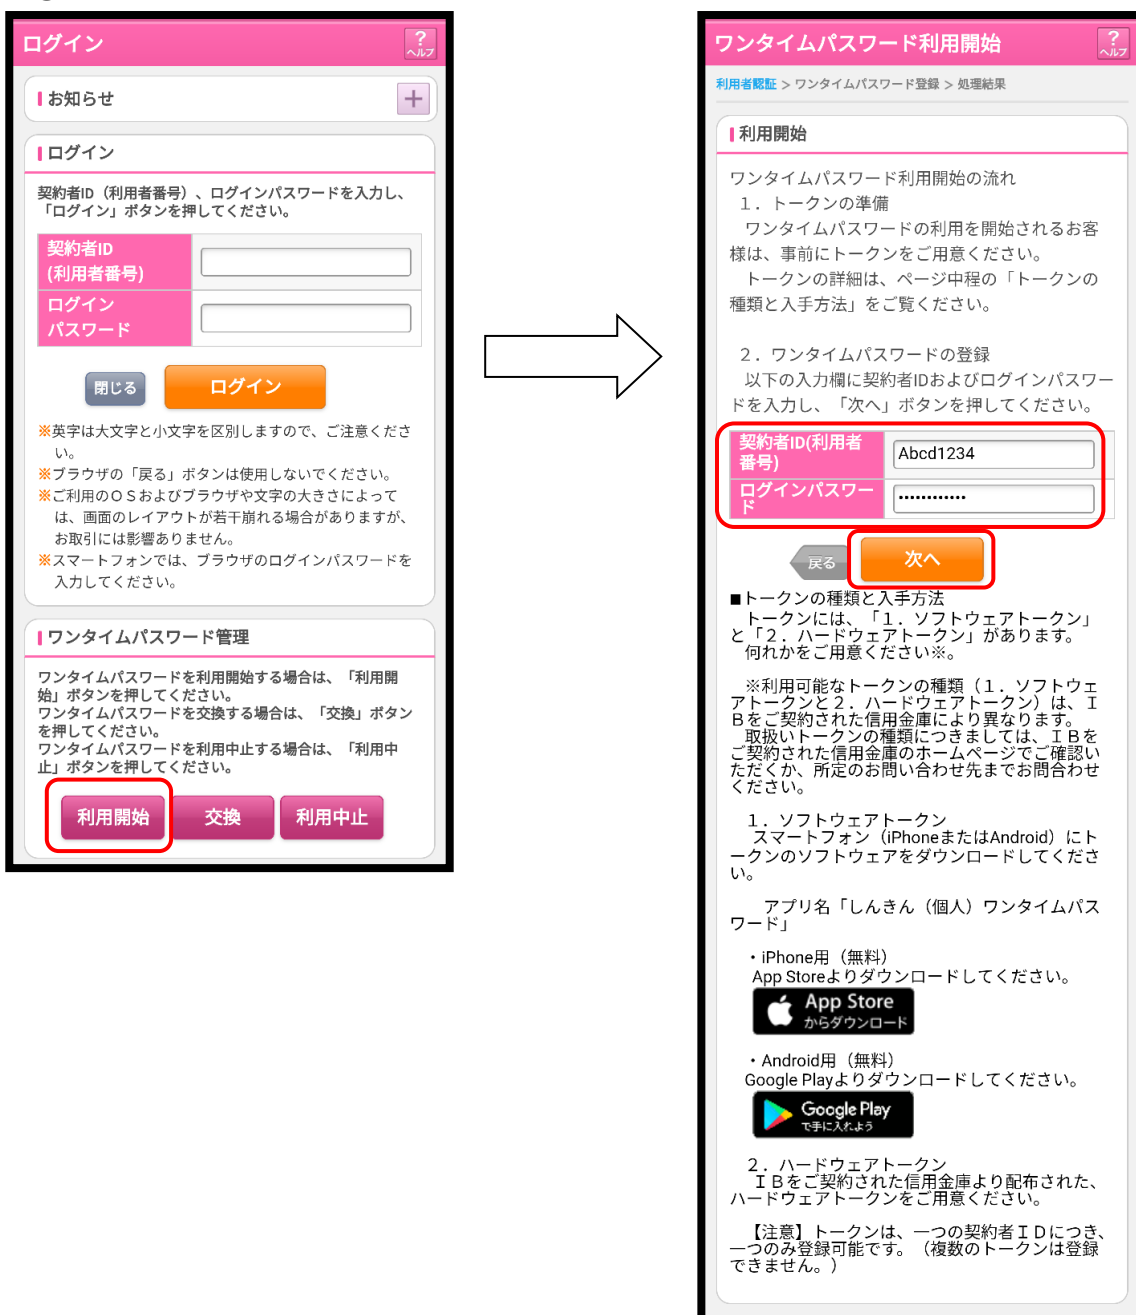 ログイン
?
ヘルプ
お知らせ
ログイン
契約者ID（利用者番号）、ログインパスワードを入力し、
「ログイン」ボタンを押してください。
契約者ID
(利用者番号)
ログイン
パスワード
閉じる
ログイン
※英字は大文字と小文字を区別しますので、ご注意くださ
い。
※ブラウザの「戻る」ボタンは使用しないでください。
※ご利用のＯＳおよびブラウザや文字の大きさによって
は、画面のレイアウトが若干崩れる場合がありますが、
お取引には影響ありません。
※スマートフォンでは、ブラウザのログインパスワードを
入力してください。
ワンタイムパスワード管理
ワンタイムパスワードを利用開始する場合は、「利用開
始」ボタンを押してください。
ワンタイムパスワードを交換する場合は、「交換」ボタン
を押してください。
ワンタイムパスワードを利用中止する場合は、「利用中
止」ボタンを押してください。
利用開始
交換
利用中止
ワンタイムパスワード利用開始
?
ヘルプ
利用者認証 > ワンタイムパスワード登録 > 処理結果
利用開始
ワンタイムパスワード利用開始の流れ
１．トークンの準備
ワンタイムパスワードの利用を開始されるお客
様は、事前にトークンをご用意ください。
トークンの詳細は、ページ中程の「トークンの
種類と入手方法」をご覧ください。
２．ワンタイムパスワードの登録
以下の入力欄に契約者IDおよびログインパスワー
ドを入力し、「次へ」ボタンを押してください。
契約者ID(利用者
番号)
Abcd1234
ログインパスワー
ド
••••••••••••
戻る
次へ
■トークンの種類と入手方法
トークンには、「１．ソフトウェアトークン」
と「２．ハードウェアトークン」があります。
何れかをご用意ください※。
※利用可能なトークンの種類（１．ソフトウェ
アトークンと２．ハードウェアトークン）は、Ｉ
Ｂをご契約された信用金庫により異なります。
取扱いトークンの種類につきましては、ＩＢを
ご契約された信用金庫のホームページでご確認い
ただくか、所定のお問い合わせ先までお問合わせ
ください。
１．ソフトウェアトークン
スマートフォン（iPhoneまたはAndroid）にト
ークンのソフトウェアをダウンロードしてくださ
い。
アプリ名「しんきん（個人）ワンタイムパス
ワード」
・iPhone用（無料）
App Storeよりダウンロードしてください。
App Store
からダウンロード
・Android用（無料）
Google Playよりダウンロードしてください。
Google Play
で手に入れよう
２．ハードウェアトークン
ＩＢをご契約された信用金庫より配布された、
ハードウェアトークンをご用意ください。
【注意】トークンは、一つの契約者ＩＤにつき、
一つのみ登録可能です。（複数のトークンは登録
できません。）